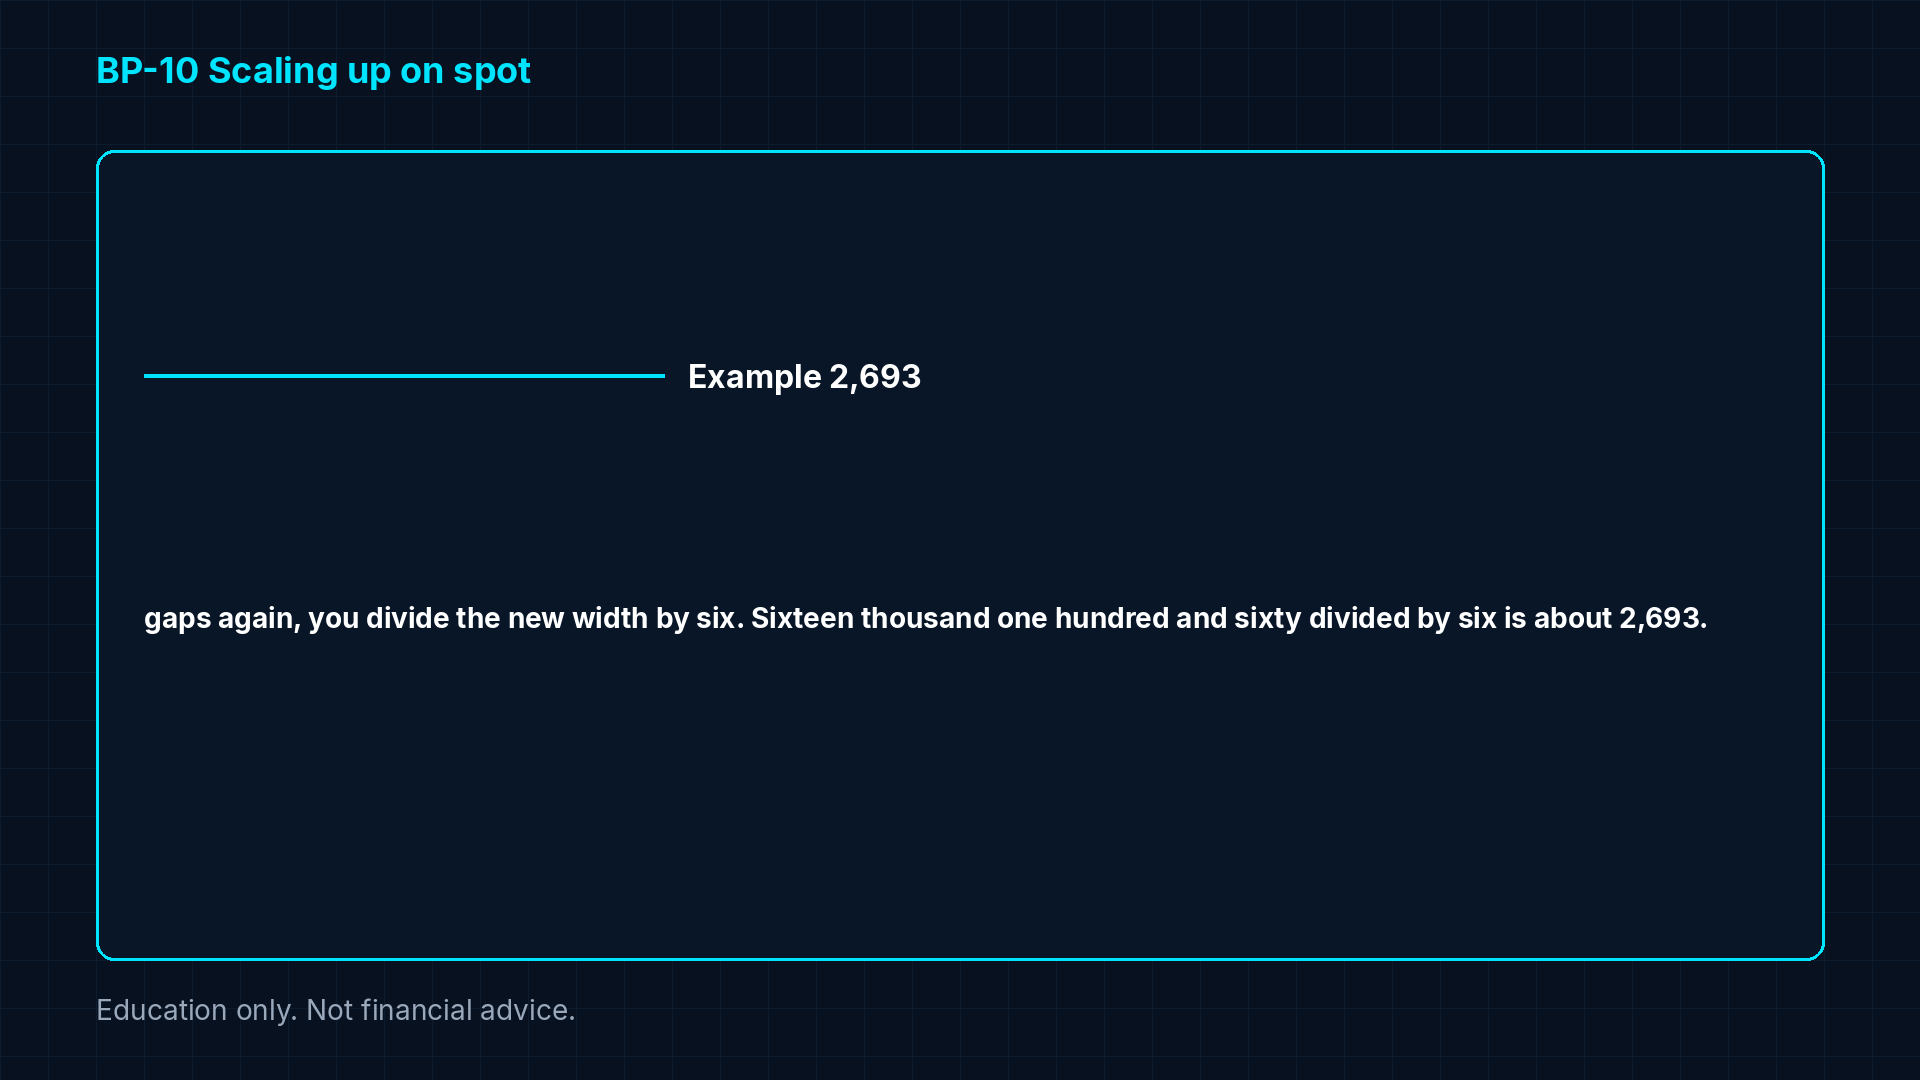 BP-10 Scaling up on spot
Example 2,693
gaps again, you divide the new width by six. Sixteen thousand one hundred and sixty divided by six is about 2,693.
Education only. Not financial advice.